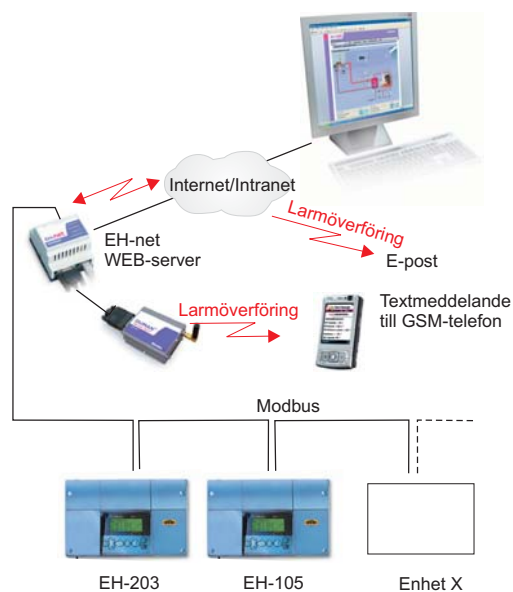 Internet/Intranet
Larmöverföring
EH-net
WEB-server
E-post
Larmöverföring
Textmeddelande
till GSM-telefon
Modbus
EH-203
EH-105
Enhet X